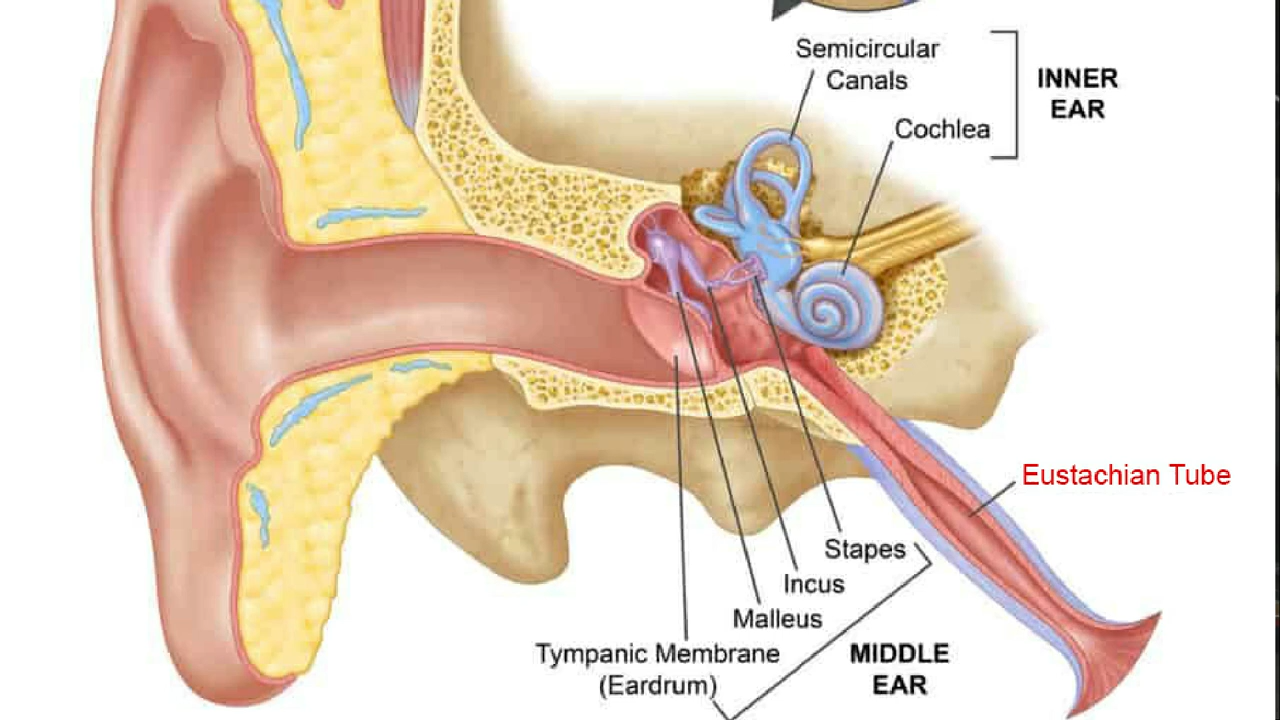 Semicircular
Canals
INNER
EAR
Cochlea
Eustachian Tube
Stapes
Incus
Malleus
Tympanic Membrane
(Eardrum)
MIDDLE
EAR